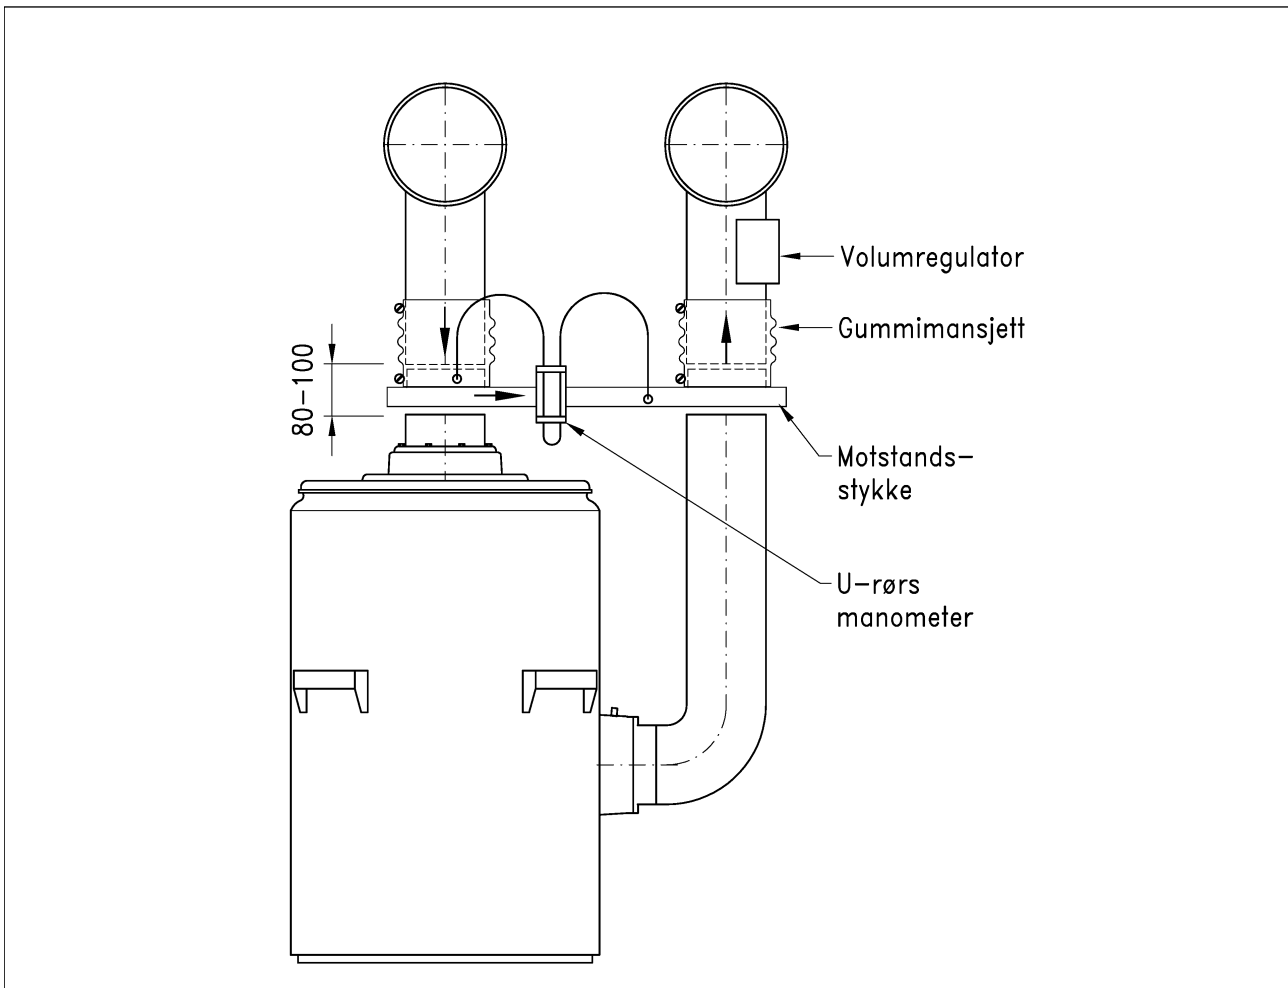 Volumregulator
Gummimansjett
80-100
Motstands-
stykke
U-rørs
manometer